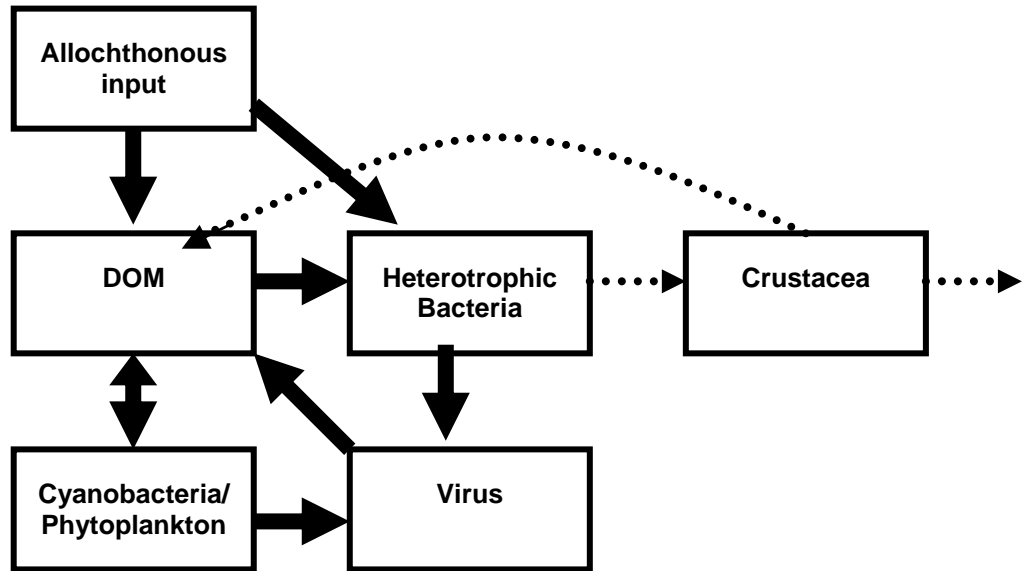 Allochthonous
input
DOM
Heterotrophic
Bacteria
Crustacea
Cyanobacteria/
Phytoplankton
Virus